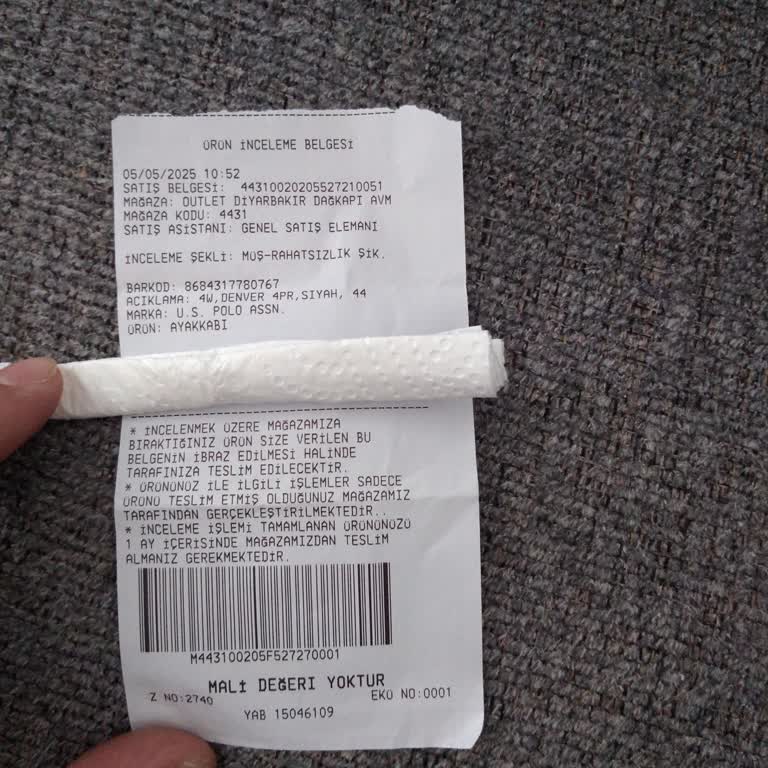 ÜRÜN İNCELEME BELGESİ
05/05/2025 10:52
SATIŞ BELGESİ: 44310020205527210051
MAĞAZA: OUTLET DİYARBAKIR DAĞKAPI AVM
MAĞAZA KODU: 4431
SATIŞ ASİSTANI: GENEL SATIŞ ELEMANI
İNCELEME ŞEKLİ: MÜŞ-RAHATSIZLIK ŞİK.
BARKOD: 8684317780767
ACIKLAMA: 4W,DENVER 4PR,SIYAH, 44
MARKA: U.S. POLO ASSN.
ÜRÜN: AYAKKABI
* İNCELENMEK ÜZERE MAĞAZAMIZA
BIRAKTIĞINIZ ÜRÜN SİZE VERİLEN BU
BELGENİN İBRAZ EDİLMESİ HALİNDE
TARAFINIZA TESLİM EDİLECEKTİR.
* ÜRÜNÜNÜZ İLE İLGİLİ İŞLEMLER SADECE
ÜRÜNÜ TESLİM ETMİŞ OLDUĞUNUZ MAĞAZAMIZ
TARAFINDAN GERÇEKLEŞTİRİLMEKTEDİR..
* İNCELEME İŞLEMİ TAMAMLANAN ÜRÜNÜNÜZÜ
1 AY İÇERİSİNDE MAĞAZAMIZDAN TESLİM
ALMANIZ GEREKMEKTEDİR.
M443100205F527270001
MALİ DEĞERİ YOKTUR
Z NO:2740 EKÜ NO:0001
YAB 15046109